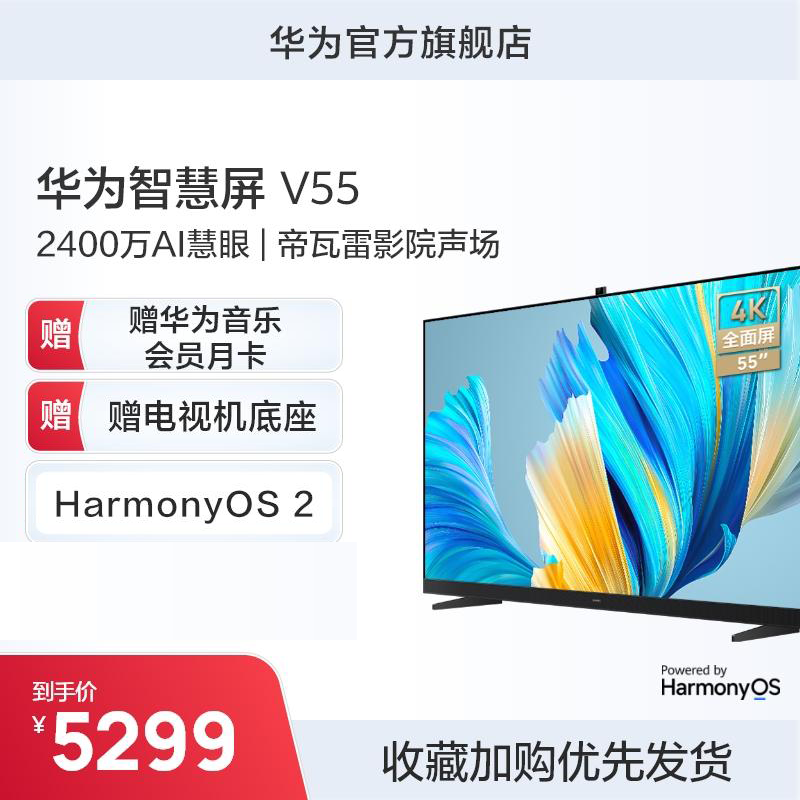 华为官方旗舰店
华为智慧屏 V55
2400万AI慧眼 | 帝瓦雷影院声场
赠
赠华为音乐
会员月卡
赠
赠电视机底座
HarmonyOS 2
4K
全面屏
55”
Powered by
HarmonyOS
到手价
¥5299
收藏加购优先发货